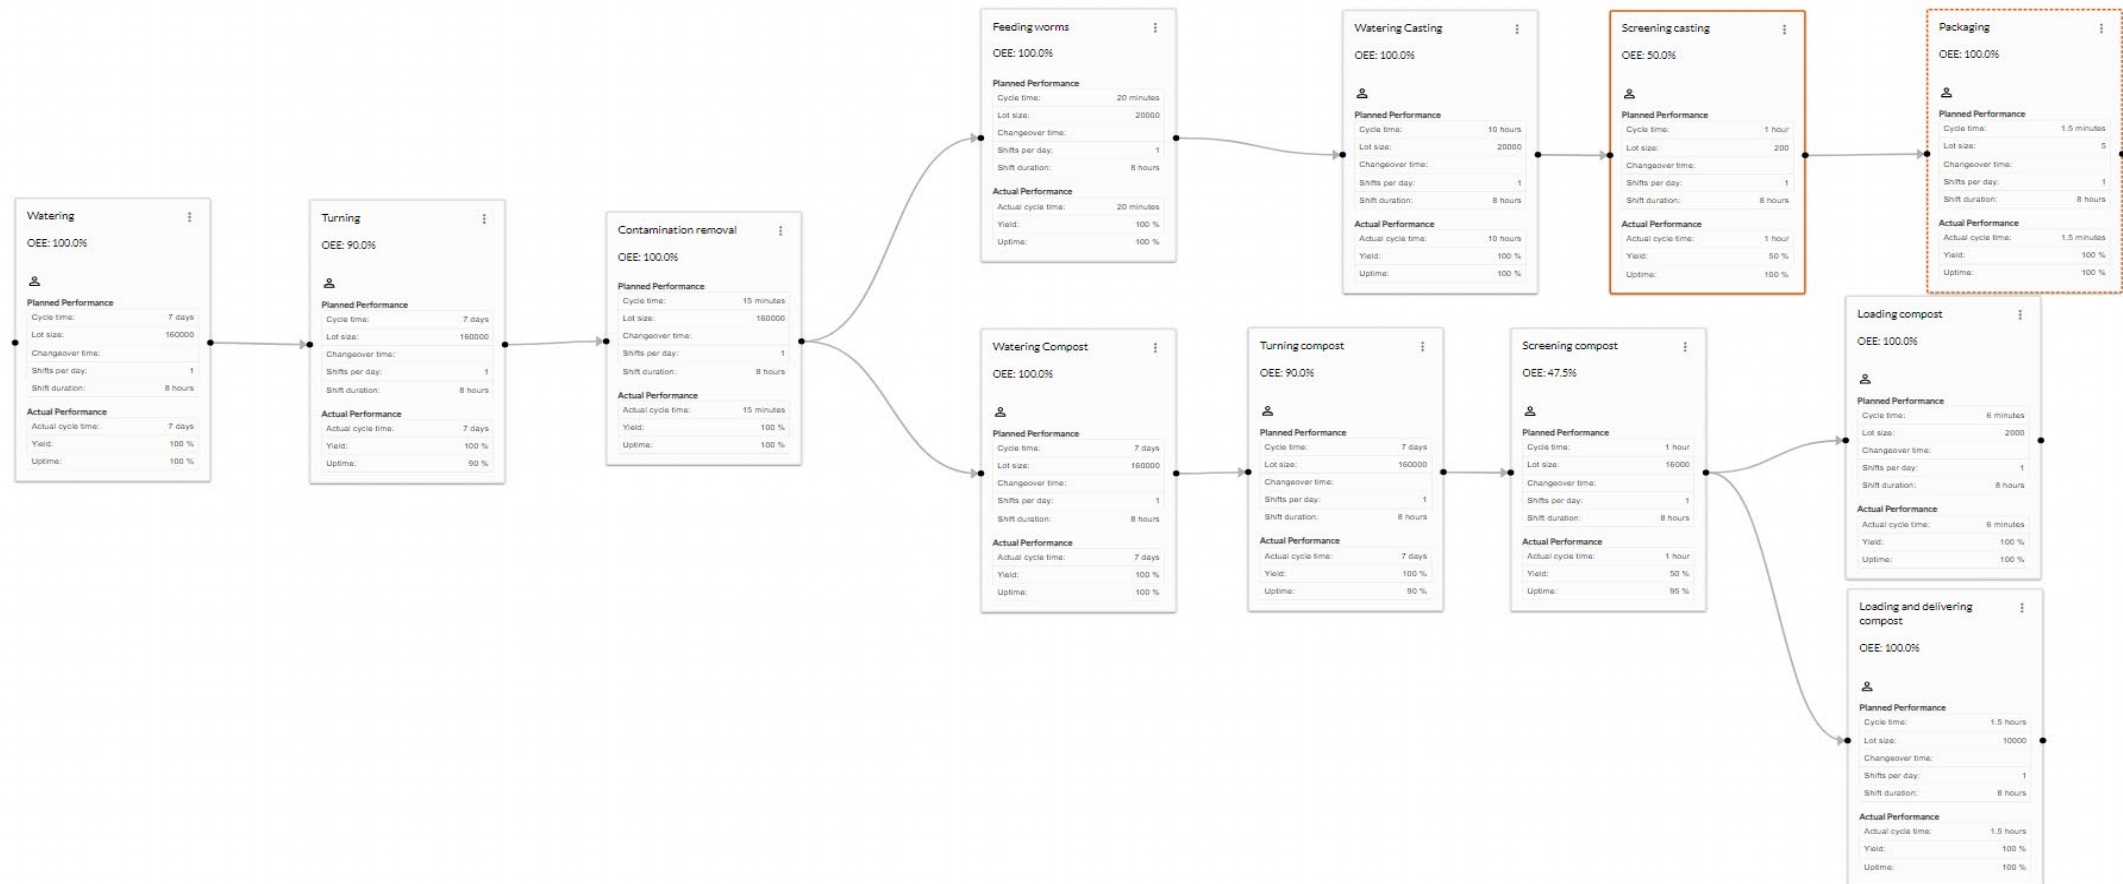 Watering
OEE: 100.0%
Planned Performance
Cycle time: 7 days
Lot size: 160000
Changeover time:
Shifts per day: 1
Shift duration: 8 hours
Actual Performance
Actual cycle time: 7 days
Yield: 100 %
Uptime: 100 %
Turning
OEE: 90.0%
Planned Performance
Cycle time: 7 days
Lot size: 160000
Changeover time:
Shifts per day: 1
Shift duration: 8 hours
Actual Performance
Actual cycle time: 7 days
Yield: 100 %
Uptime: 90 %
Contamination removal
OEE: 100.0%
Planned Performance
Cycle time: 15 minutes
Lot size: 160000
Changeover time:
Shifts per day: 1
Shift duration: 8 hours
Actual Performance
Actual cycle time: 15 minutes
Yield: 100 %
Uptime: 100 %
Feeding worms
OEE: 100.0%
Planned Performance
Cycle time: 20 minutes
Lot size: 20000
Changeover time:
Shifts per day: 1
Shift duration: 8 hours
Actual Performance
Actual cycle time: 20 minutes
Yield: 100 %
Uptime: 100 %
Watering Casting
OEE: 100.0%
Planned Performance
Cycle time: 10 hours
Lot size: 20000
Changeover time:
Shifts per day: 1
Shift duration: 8 hours
Actual Performance
Actual cycle time: 10 hours
Yield: 100 %
Uptime: 100 %
Screening casting
OEE: 50.0%
Planned Performance
Cycle time: 1 hour
Lot size: 200
Changeover time:
Shifts per day: 1
Shift duration: 8 hours
Actual Performance
Actual cycle time: 1 hour
Yield: 50 %
Uptime: 100 %
Packaging
OEE: 100.0%
Planned Performance
Cycle time: 1.5 minutes
Lot size: 5
Changeover time:
Shifts per day: 1
Shift duration: 8 hours
Actual Performance
Actual cycle time: 1.5 minutes
Yield: 100 %
Uptime: 100 %
Watering Compost
OEE: 100.0%
Planned Performance
Cycle time: 7 days
Lot size: 160000
Changeover time:
Shifts per day: 1
Shift duration: 8 hours
Actual Performance
Actual cycle time: 7 days
Yield: 100 %
Uptime: 100 %
Turning compost
OEE: 90.0%
Planned Performance
Cycle time: 7 days
Lot size: 160000
Changeover time:
Shifts per day: 1
Shift duration: 8 hours
Actual Performance
Actual cycle time: 7 days
Yield: 100 %
Uptime: 90 %
Screening compost
OEE: 47.5%
Planned Performance
Cycle time: 1 hour
Lot size: 16000
Changeover time:
Shifts per day: 1
Shift duration: 8 hours
Actual Performance
Actual cycle time: 1 hour
Yield: 50 %
Uptime: 95 %
Loading compost
OEE: 100.0%
Planned Performance
Cycle time: 6 minutes
Lot size: 2000
Changeover time:
Shifts per day: 1
Shift duration: 8 hours
Actual Performance
Actual cycle time: 6 minutes
Yield: 100 %
Uptime: 100 %
Loading and delivering
compost
OEE: 100.0%
Planned Performance
Cycle time: 1.5 hours
Lot size: 10000
Changeover time:
Shifts per day: 1
Shift duration: 8 hours
Actual Performance
Actual cycle time: 1.5 hours
Yield: 100 %
Uptime: 100 %